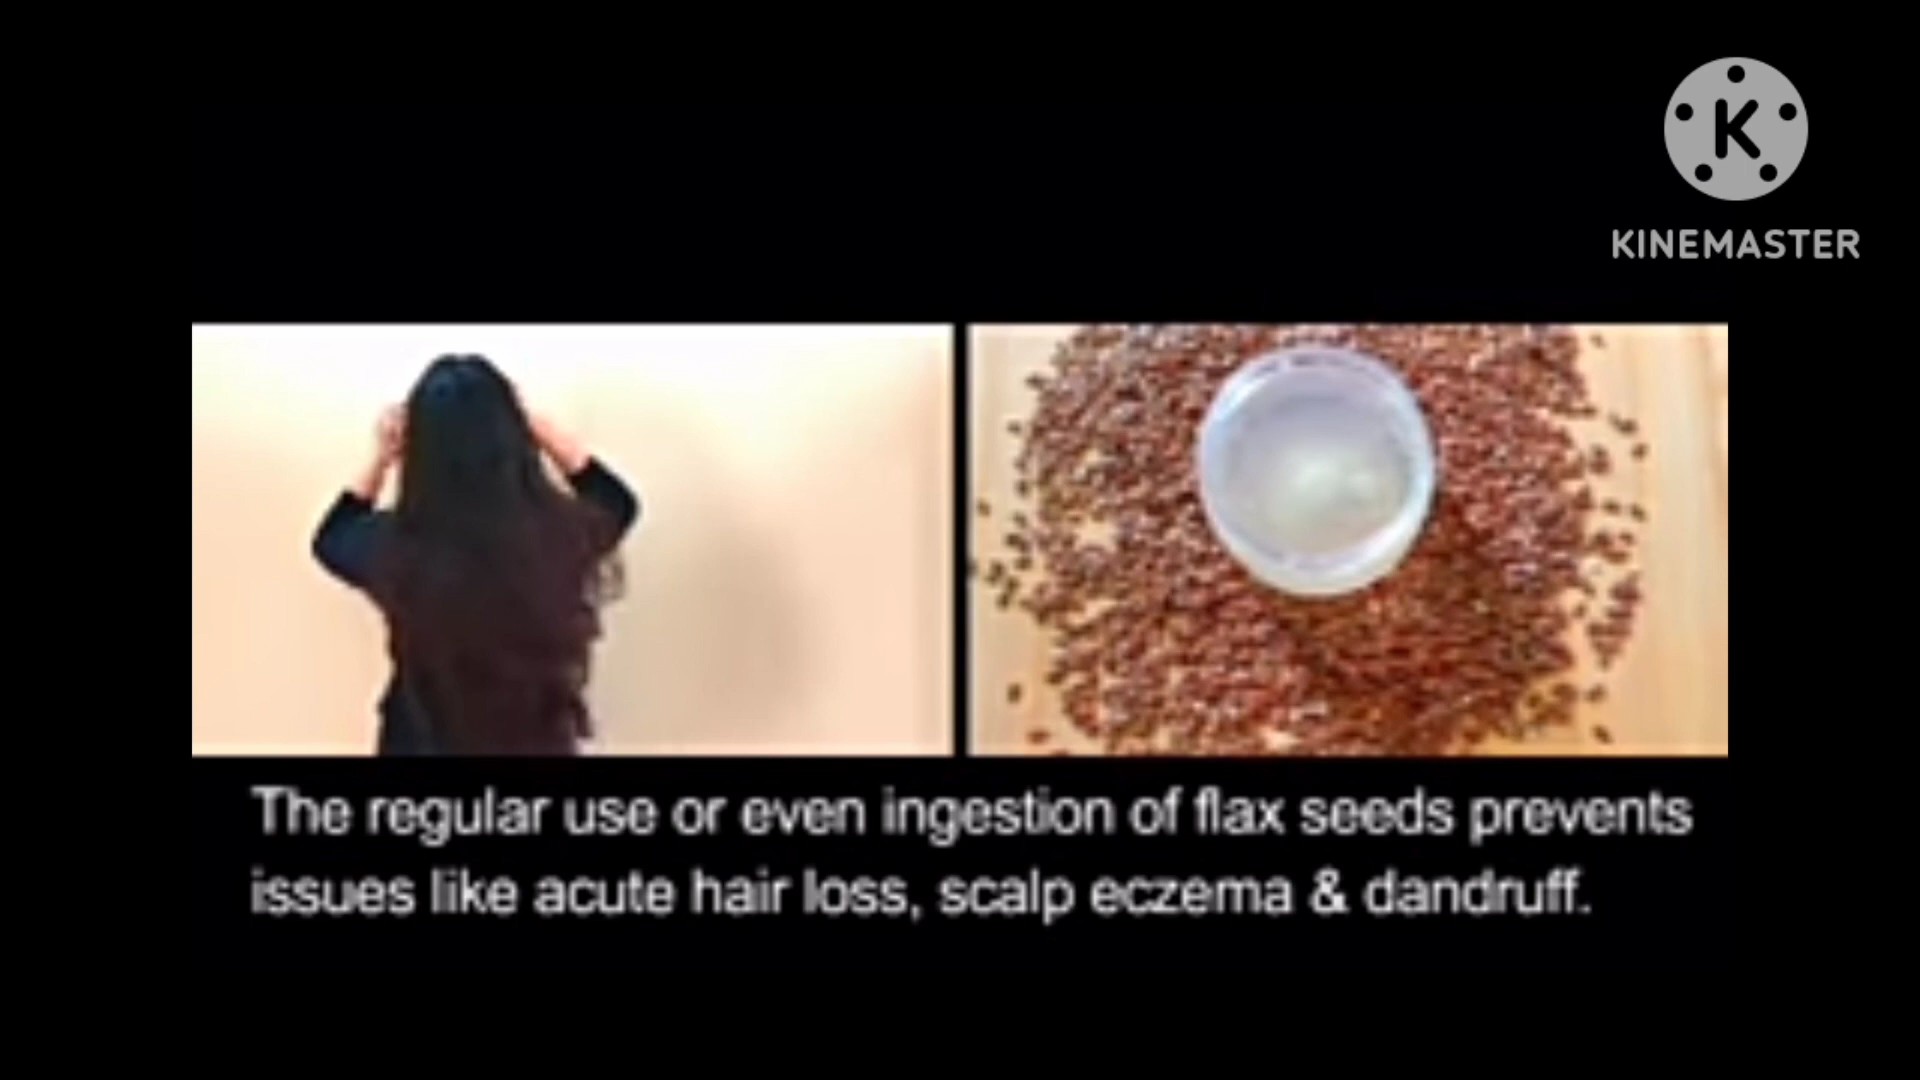 K
KINEMASTER
The regular use or even ingestion of flax seeds prevents
issues like acute hair loss, scalp eczema & dandruff.